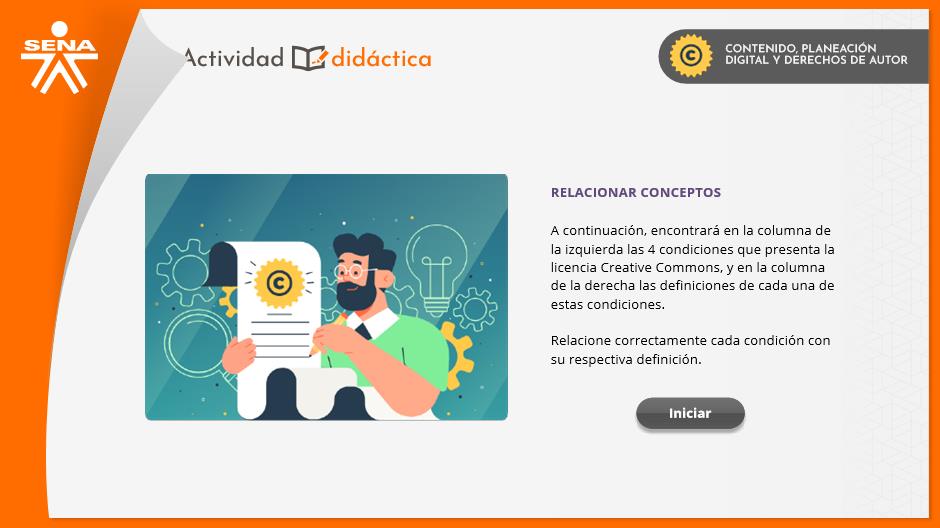 SENA
Actividad didáctica
CONTENIDO, PLANEACIÓN
DIGITAL Y DERECHOS DE AUTOR
RELACIONAR CONCEPTOS
A continuación, encontrará en la columna de
la izquierda las 4 condiciones que presenta la
licencia Creative Commons, y en la columna
de la derecha las definiciones de cada una de
estas condiciones.
Relacione correctamente cada condición con
su respectiva definición.
Iniciar